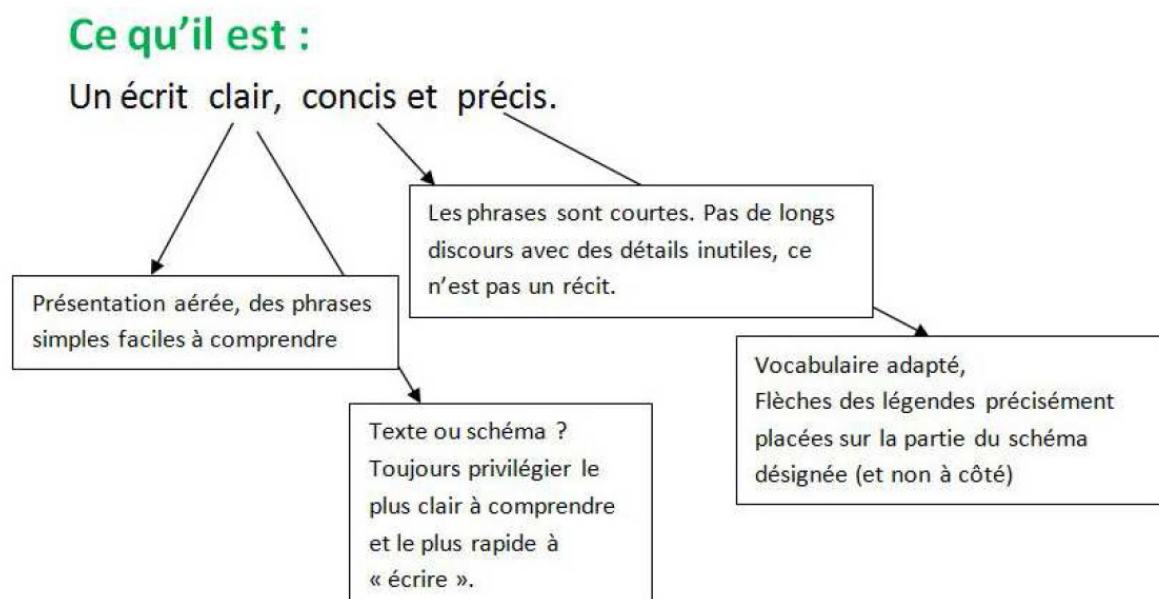 Ce qu'il est :
Un écrit clair, concis et précis.
Les phrases sont courtes. Pas de longs
discours avec des détails inutiles, ce
n'est pas un récit.
Présentation aérée, des phrases
simples faciles à comprendre
Vocabulaire adapté,
Flèches des légendes précisément
placées sur la partie du schéma
désignée (et non à côté)
Texte ou schéma ?
Toujours privilégier le
plus clair à comprendre
et le plus rapide à
« écrire ».